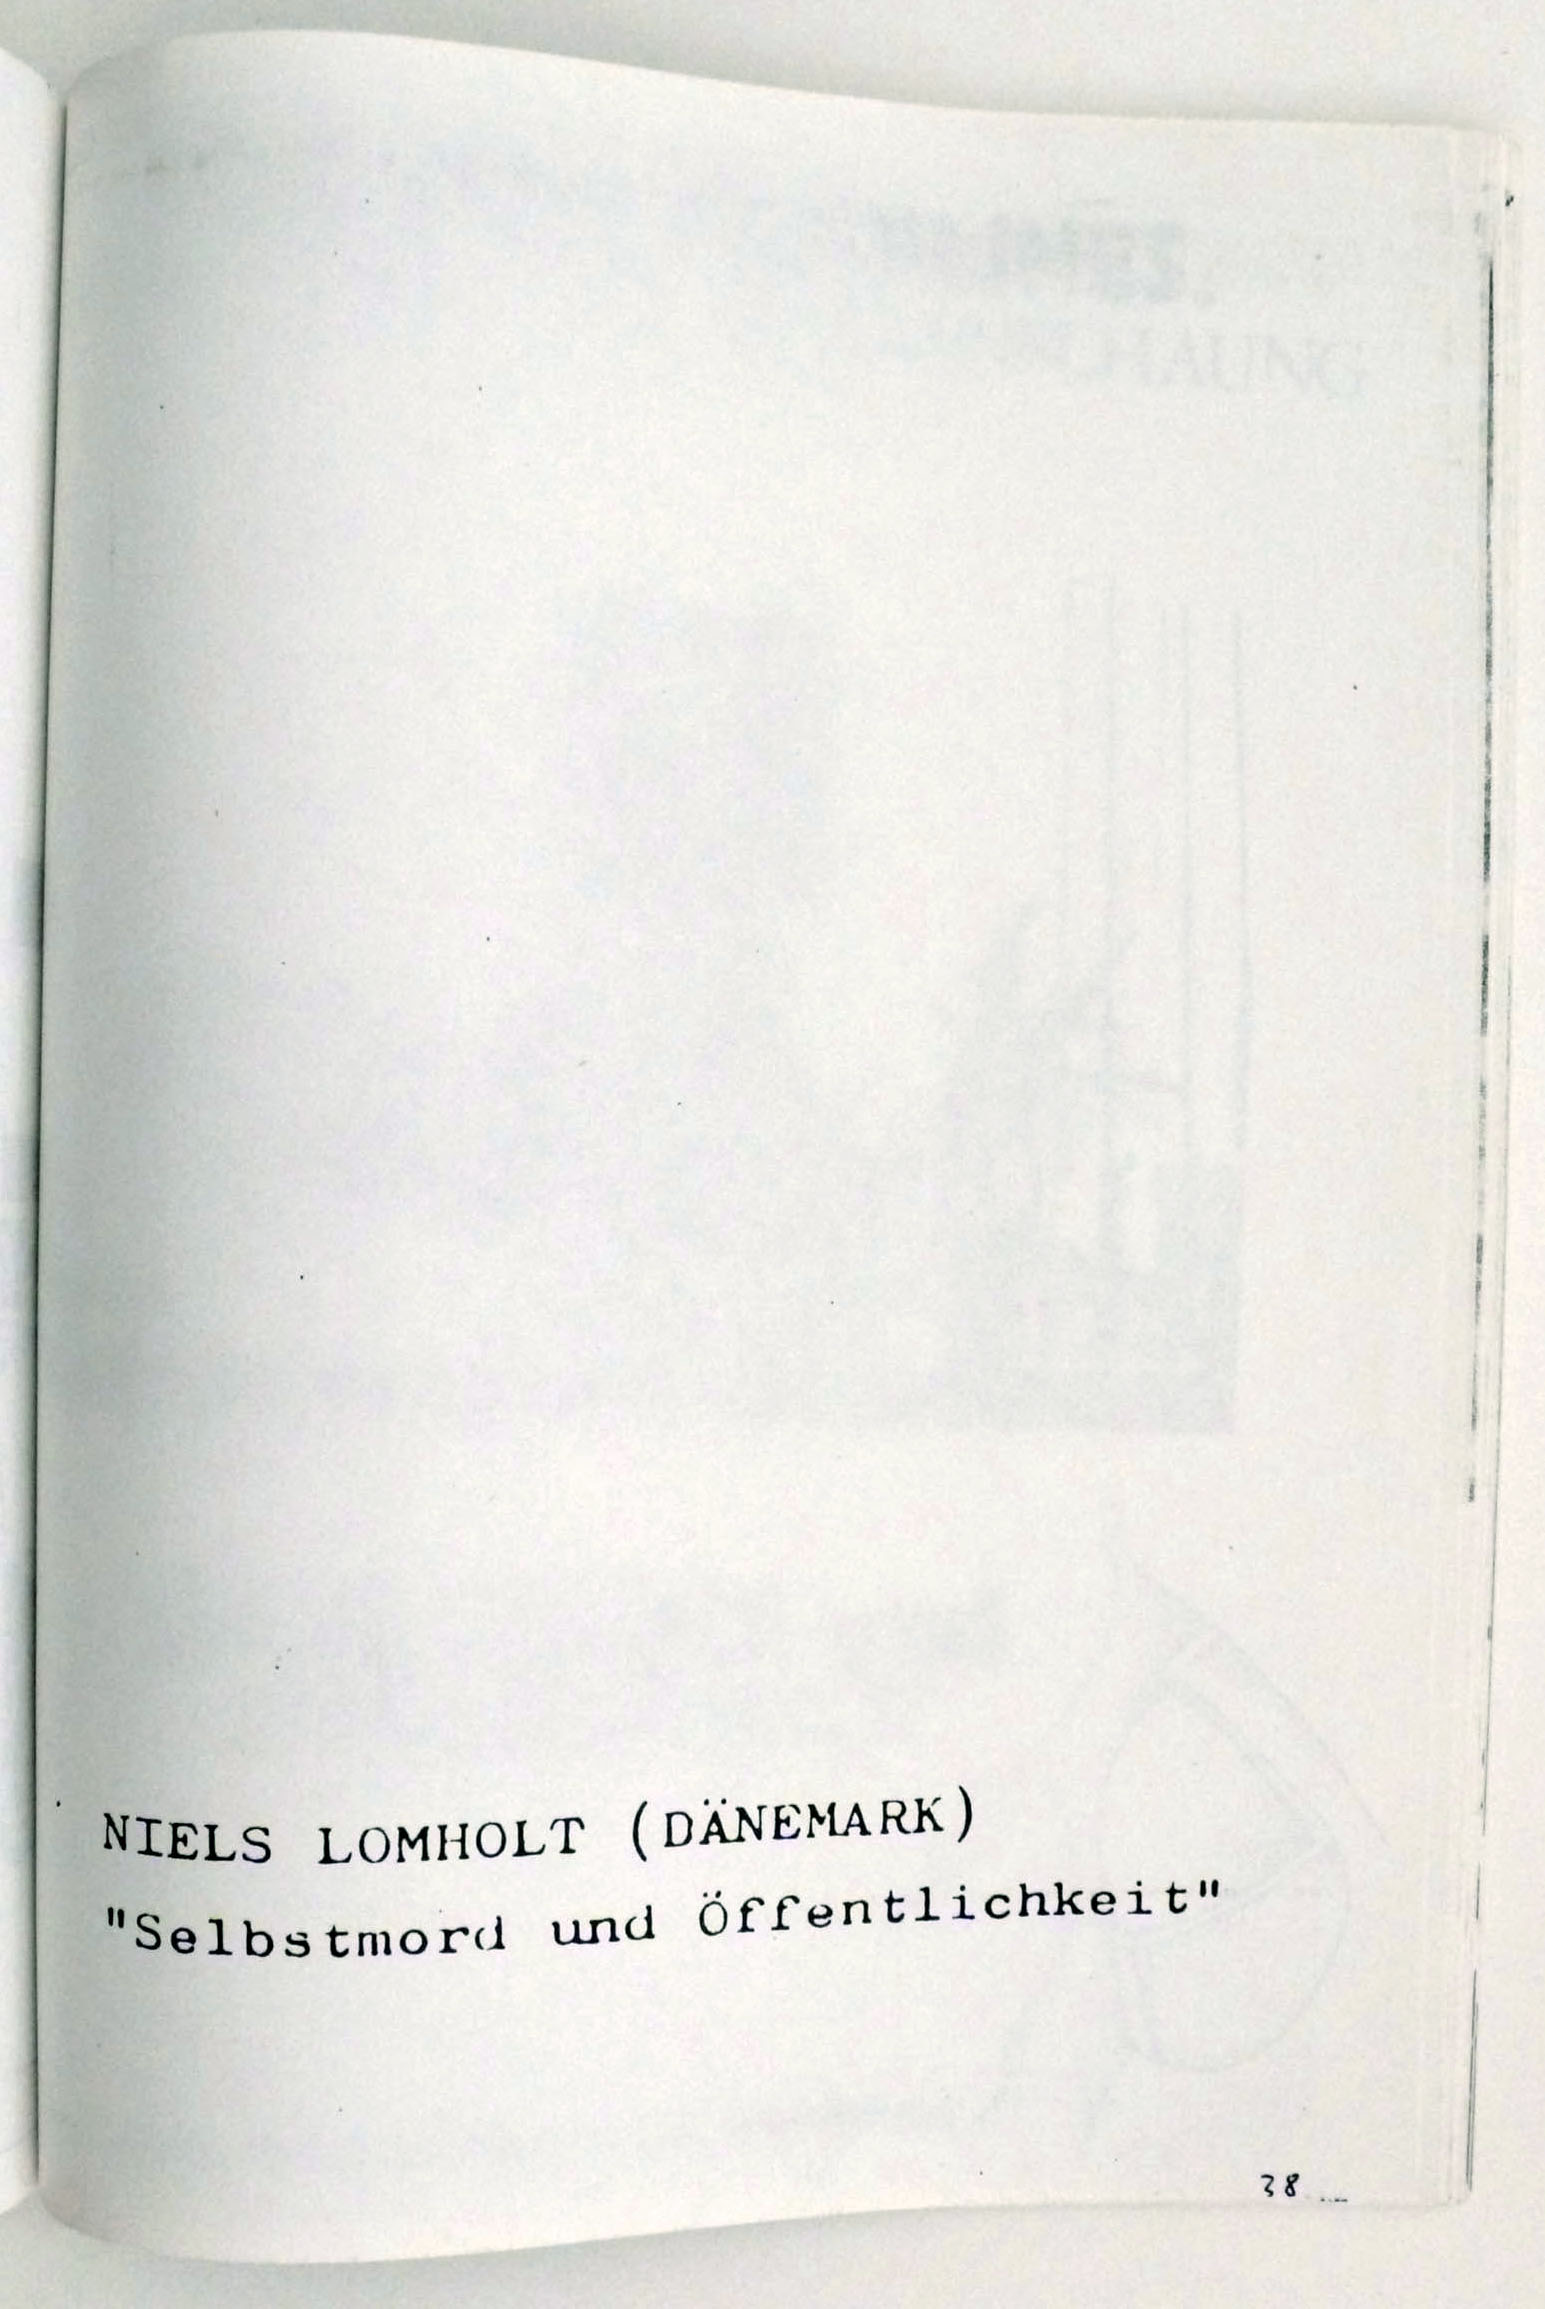 NIELS LOMHOLT (DÄNEMARK)
"Selbstmord und Öffentlichkeit"
38